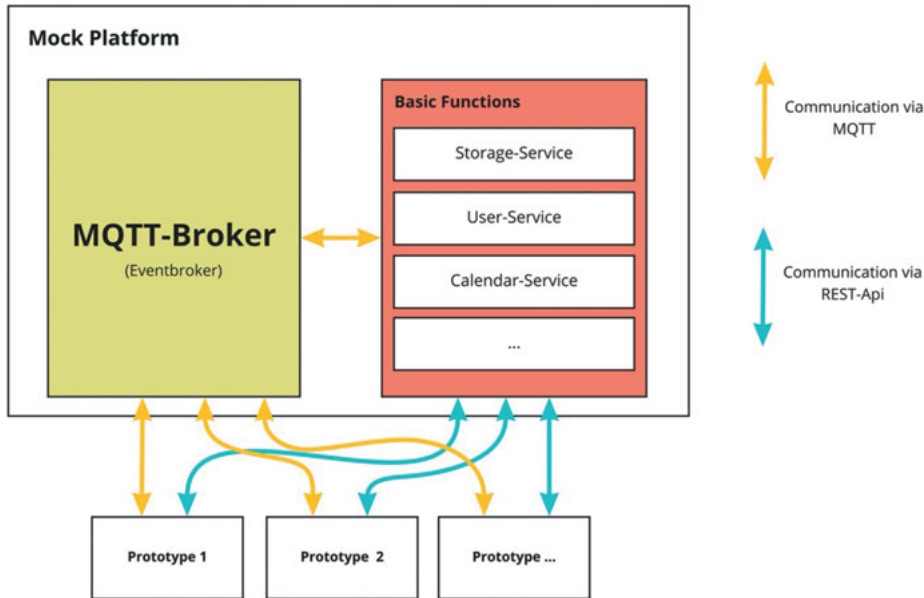 Mock Platform
MQTT-Broker
(Eventbroker)
Basic Functions
Storage-Service
User-Service
Calendar-Service
...
Communication via
MQTT
Communication via
REST-Api
Prototype 1
Prototype 2
Prototype ...